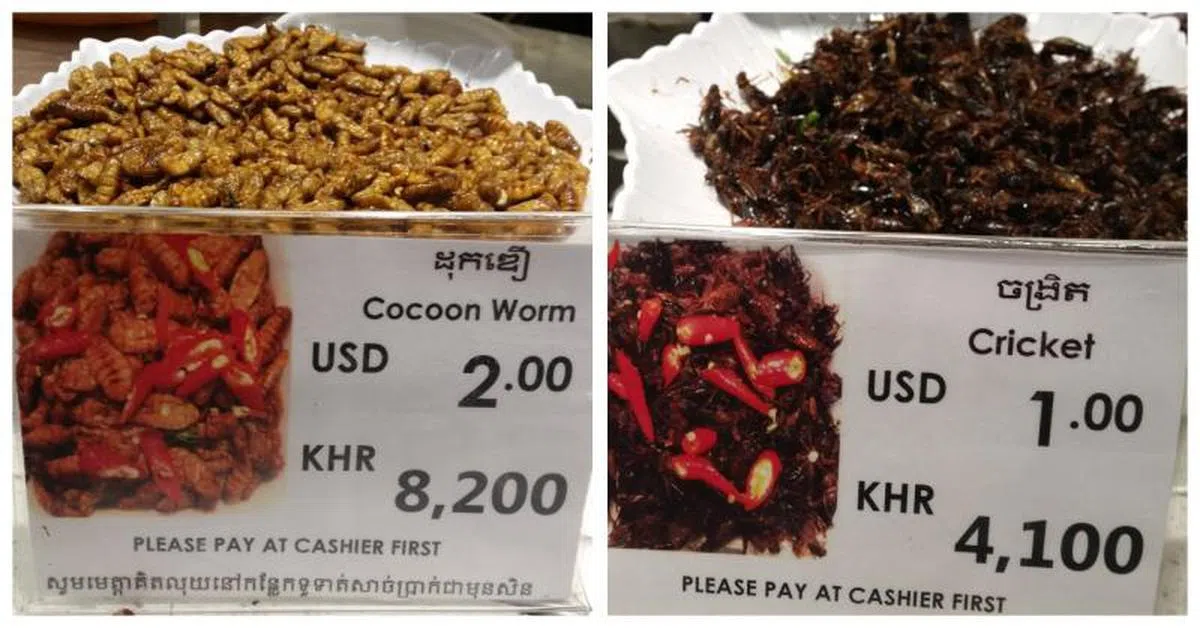 ដុកឌឿ
Cocoon Worm
USD 2.00
KHR 8,200
PLEASE PAY AT CASHIER FIRST
សូមមេត្តាគិតលុយនៅកន្លែកទូទាត់សាច់ប្រាក់ជាមុនសិន
ចង្រិត
Cricket
USD 1.00
KHR 4,100
PLEASE PAY AT CASHIER FIRST